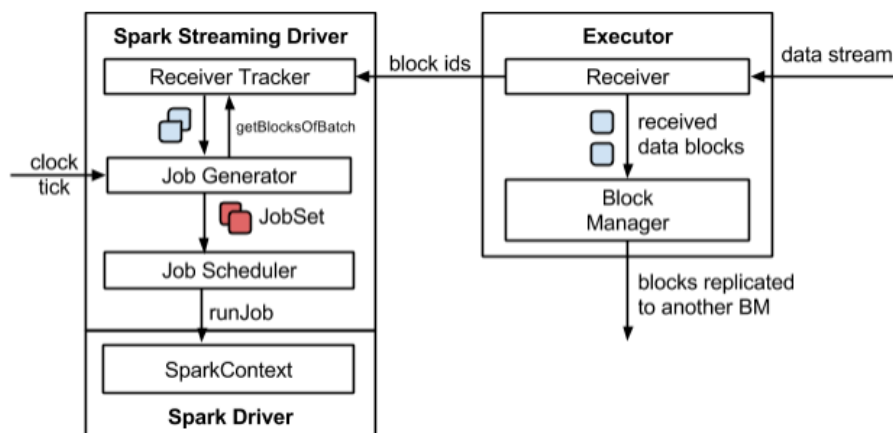 Spark Streaming Driver
Executor
Receiver Tracker
block ids
Receiver
data stream
getBlocksOfBatch
received
data blocks
clock
tick
Job Generator
JobSet
Block
Manager
Job Scheduler
blocks replicated
to another BM
runJob
SparkContext
Spark Driver